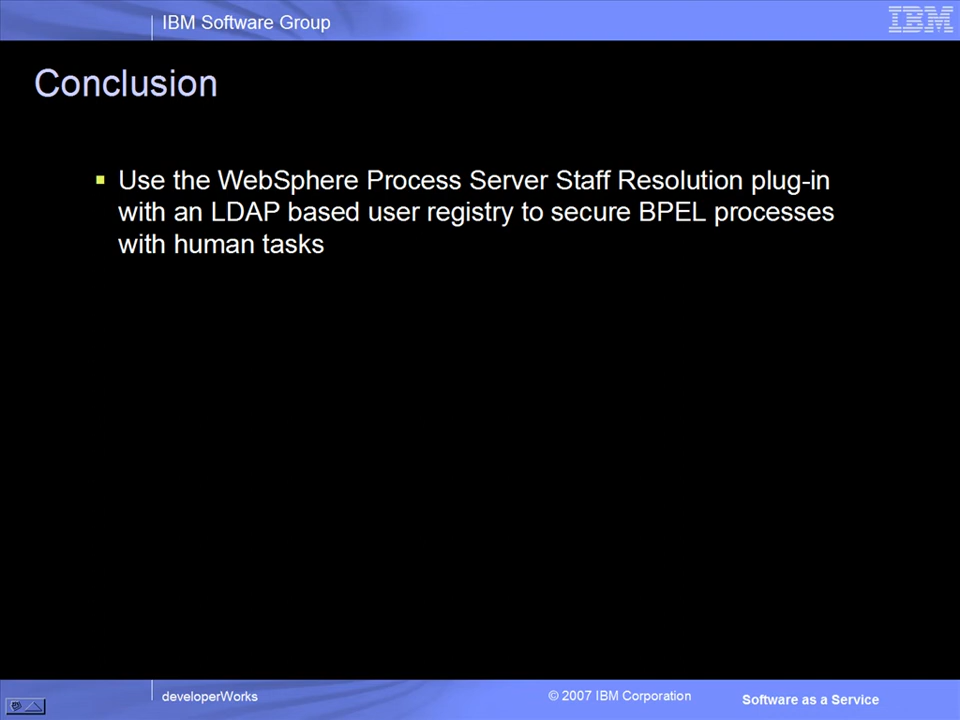 IBM Software Group
IBM
Conclusion
Use the WebSphere Process Server Staff Resolution plug-in
with an LDAP based user registry to secure BPEL processes
with human tasks
developerWorks
© 2007 IBM Corporation
Software as a Service